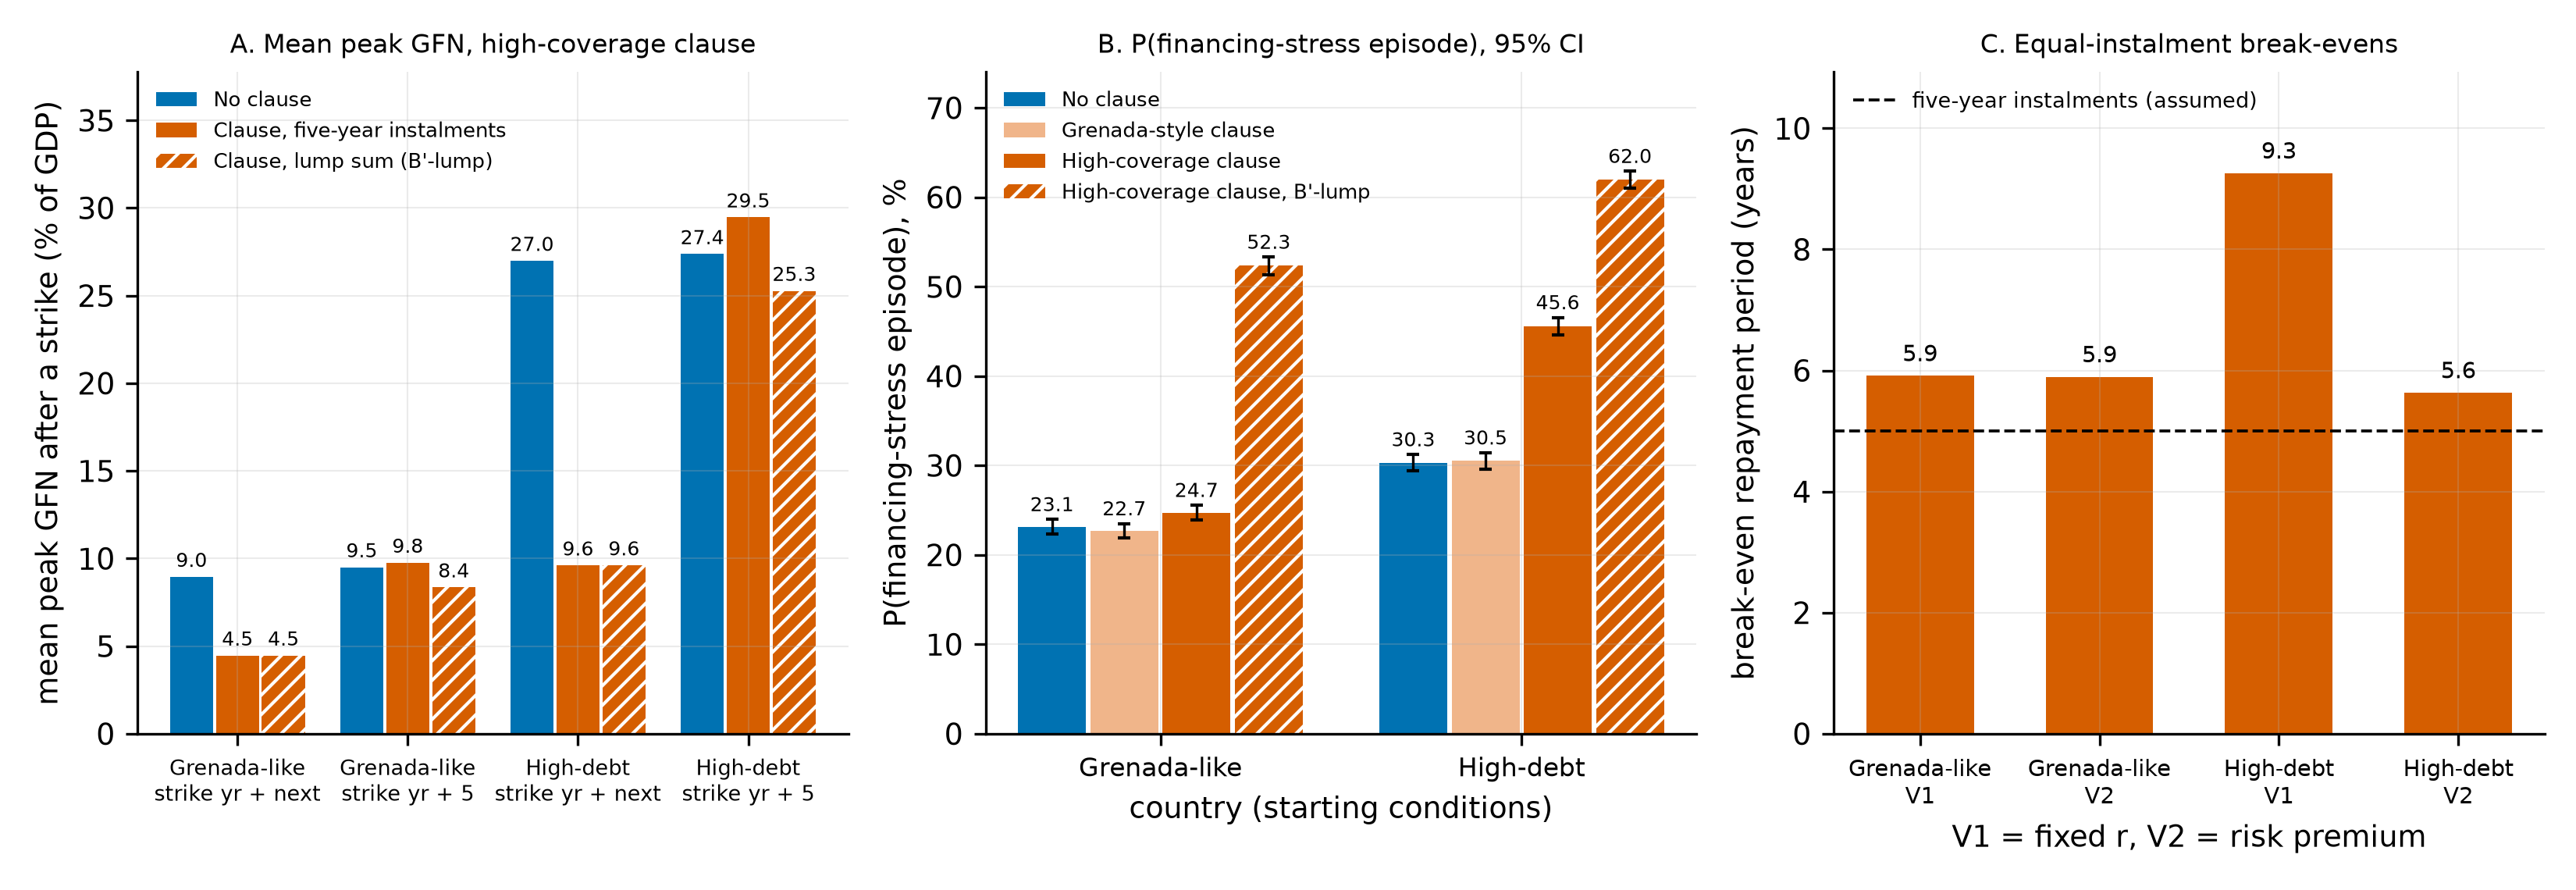 A. Mean peak GFN, high-coverage clause
mean peak GFN after a strike (% of GDP)
35
30
25
20
15
10
5
0
No clause
Clause, five-year instalments
Clause, lump sum (B'-lump)
9.0
4.5
4.5
9.5
9.8
8.4
27.0
9.6
9.6
27.4
29.5
25.3
Grenada-like
strike yr + next
Grenada-like
strike yr + 5
High-debt
strike yr + next
High-debt
strike yr + 5
B. P(financing-stress episode), 95% CI
P(financing-stress episode), %
70
60
50
40
30
20
10
0
No clause
Grenada-style clause
High-coverage clause
High-coverage clause, B'-lump
23.1
22.7
24.7
52.3
30.3
30.5
45.6
62.0
Grenada-like
High-debt
country (starting conditions)
C. Equal-instalment break-evens
break-even repayment period (years)
10
8
6
4
2
0
five-year instalments (assumed)
5.9
5.9
9.3
5.6
Grenada-like
V1
Grenada-like
V2
High-debt
V1
High-debt
V2
V1 = fixed r, V2 = risk premium